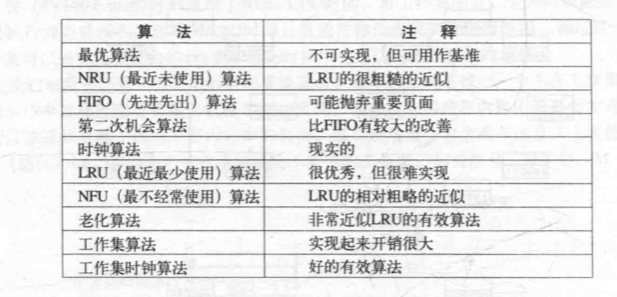 算 法 注 释
最优算法 不可实现，但可用作基准
NRU（最近未使用）算法 LRU的很粗糙的近似
FIFO（先进先出）算法 可能抛弃重要页面
第二次机会算法 比FIFO有较大的改善
时钟算法 现实的
LRU（最近最少使用）算法 很优秀，但很难实现
NFU（最不经常使用）算法 LRU的相对粗略的近似
老化算法 非常近似LRU的有效算法
工作集算法 实现起来开销很大
工作集时钟算法 好的有效算法